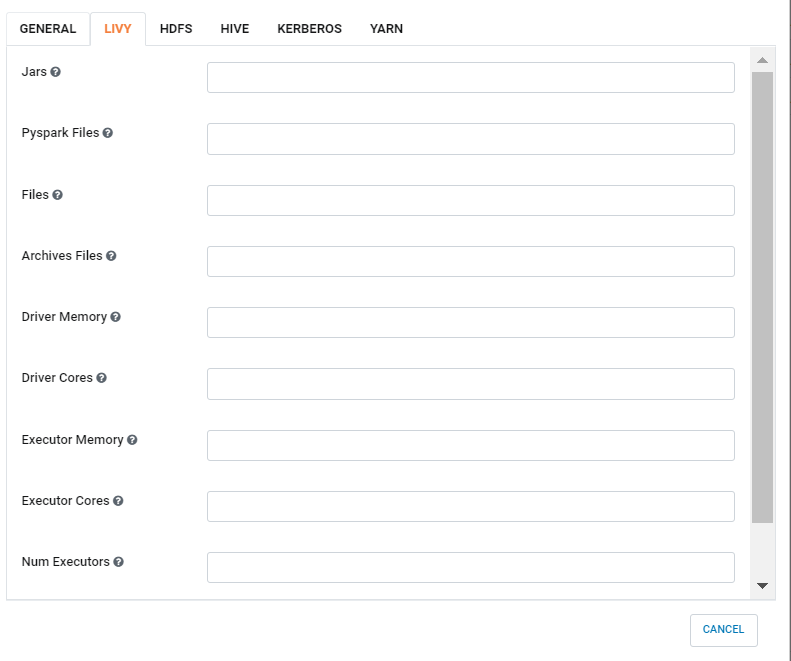 GENERAL LIVY HDFS HIVE KERBEROS YARN
Jars
Pyspark Files
Files
Archives Files
Driver Memory
Driver Cores
Executor Memory
Executor Cores
Num Executors
CANCEL